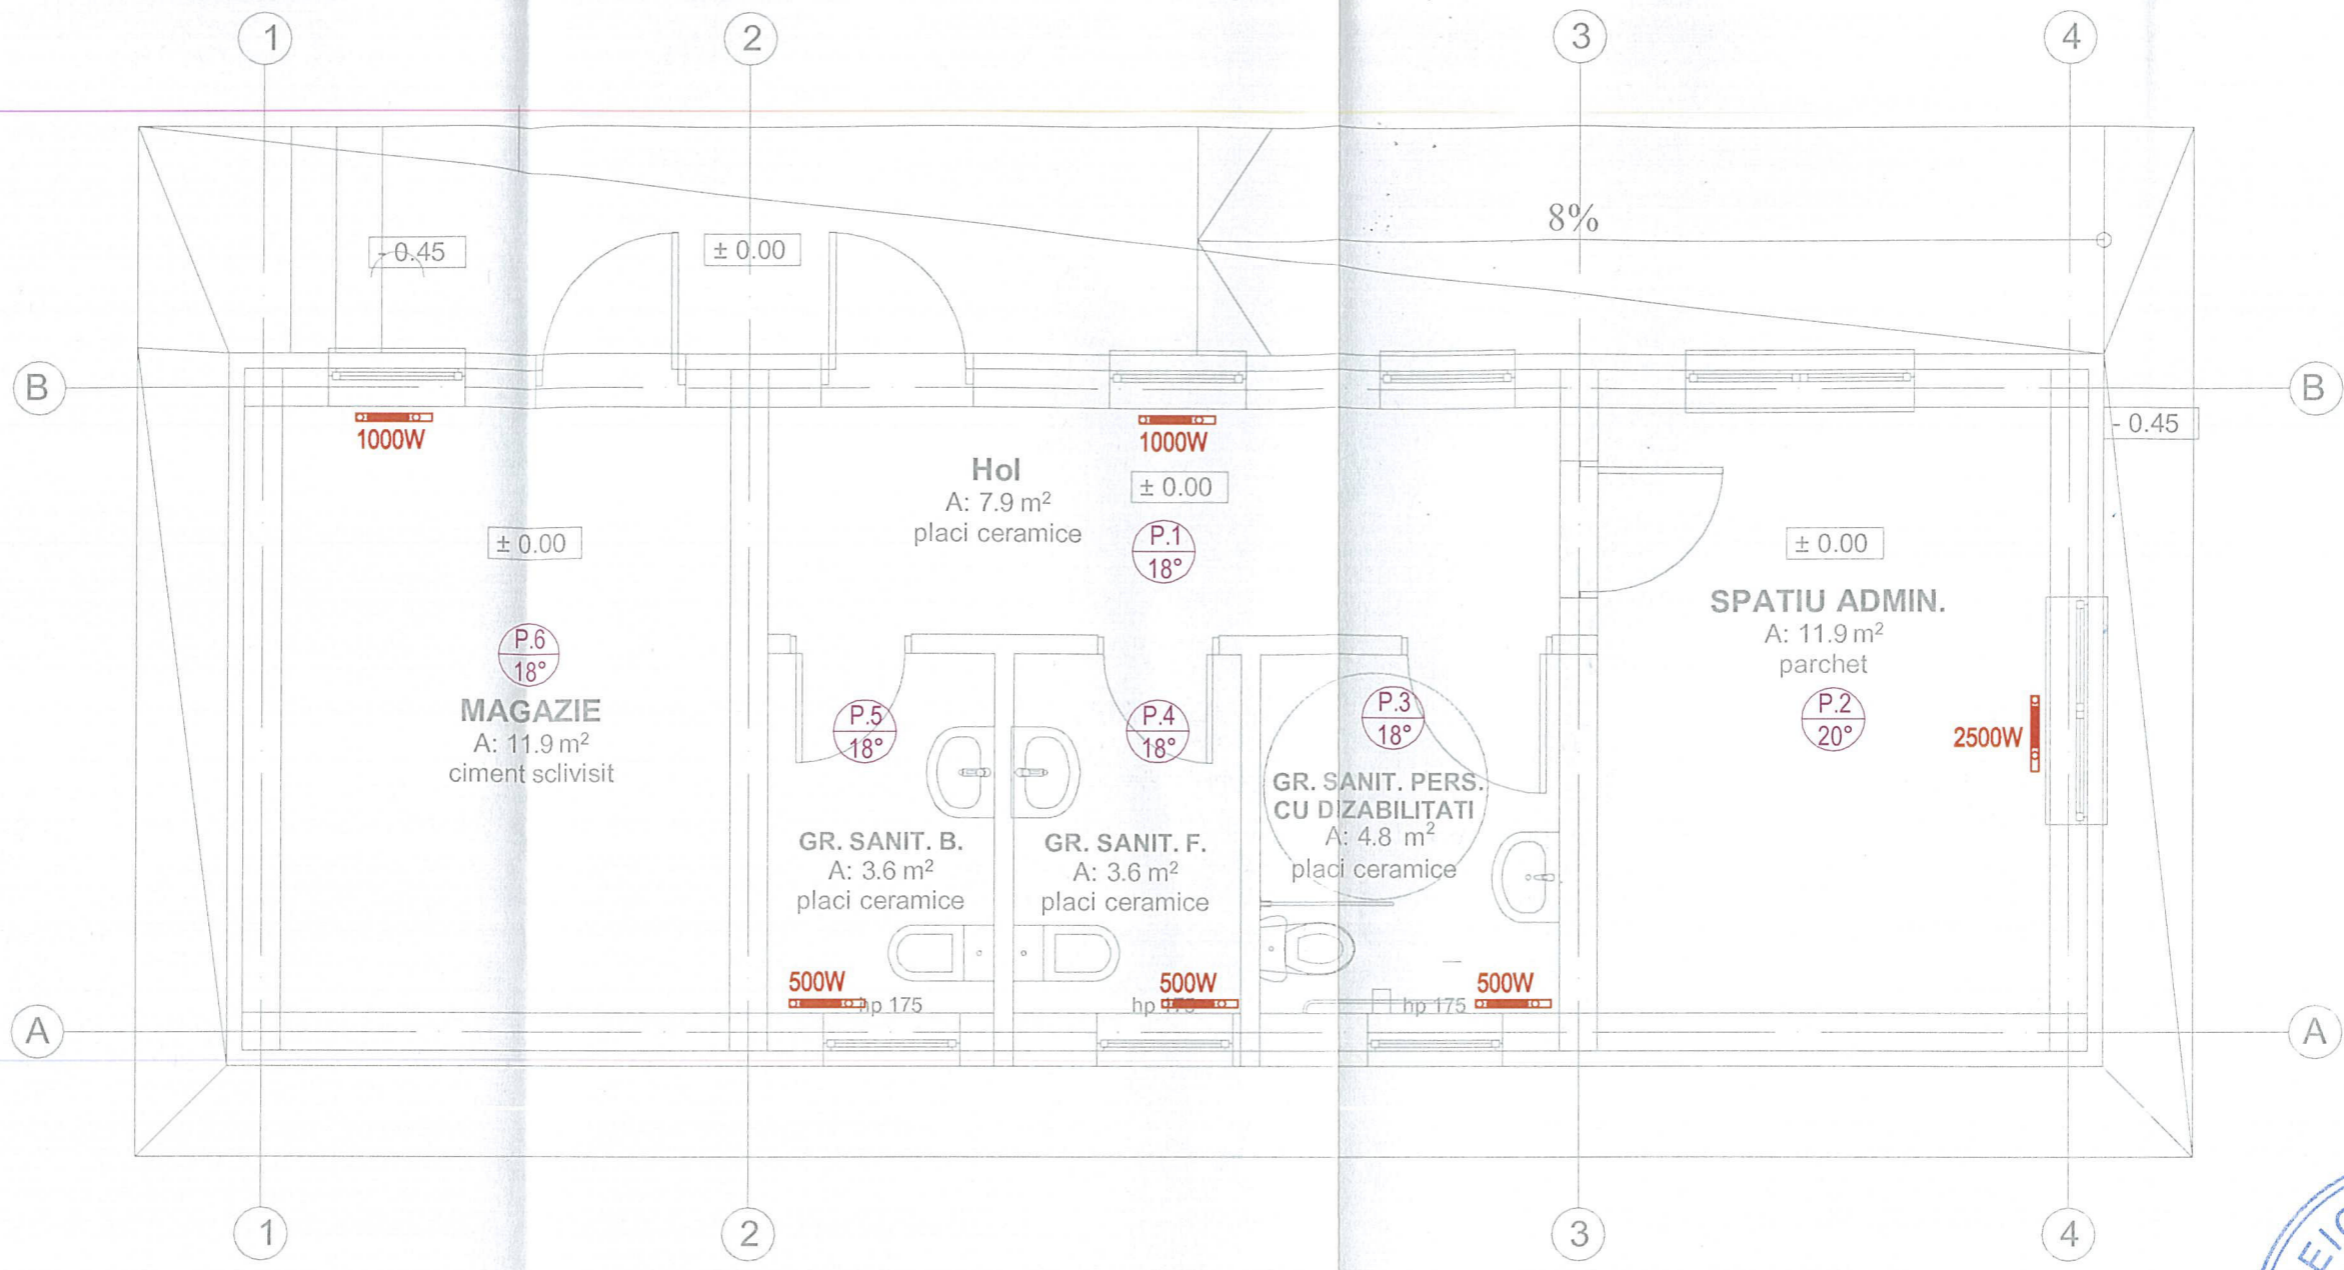 1
2
3
4
8%
- 0.45
± 0.00
B
B
- 0.45
1000W
1000W
Hol
A: 7.9 m²
placi ceramice
± 0.00
P.1
18°
± 0.00
± 0.00
SPATIU ADMIN.
A: 11.9 m²
parchet
P.2
20°
2500W
P.6
18°
MAGAZIE
A: 11.9 m²
ciment sclivisit
P.5
18°
P.4
18°
P.3
18°
GR. SANIT. PERS.
CU DIZABILITATI
A: 4.8 m²
placi ceramice
GR. SANIT. B.
A: 3.6 m²
placi ceramice
GR. SANIT. F.
A: 3.6 m²
placi ceramice
500W
hp 175
500W
hp 175
500W
hp 175
A
A
1
2
3
4